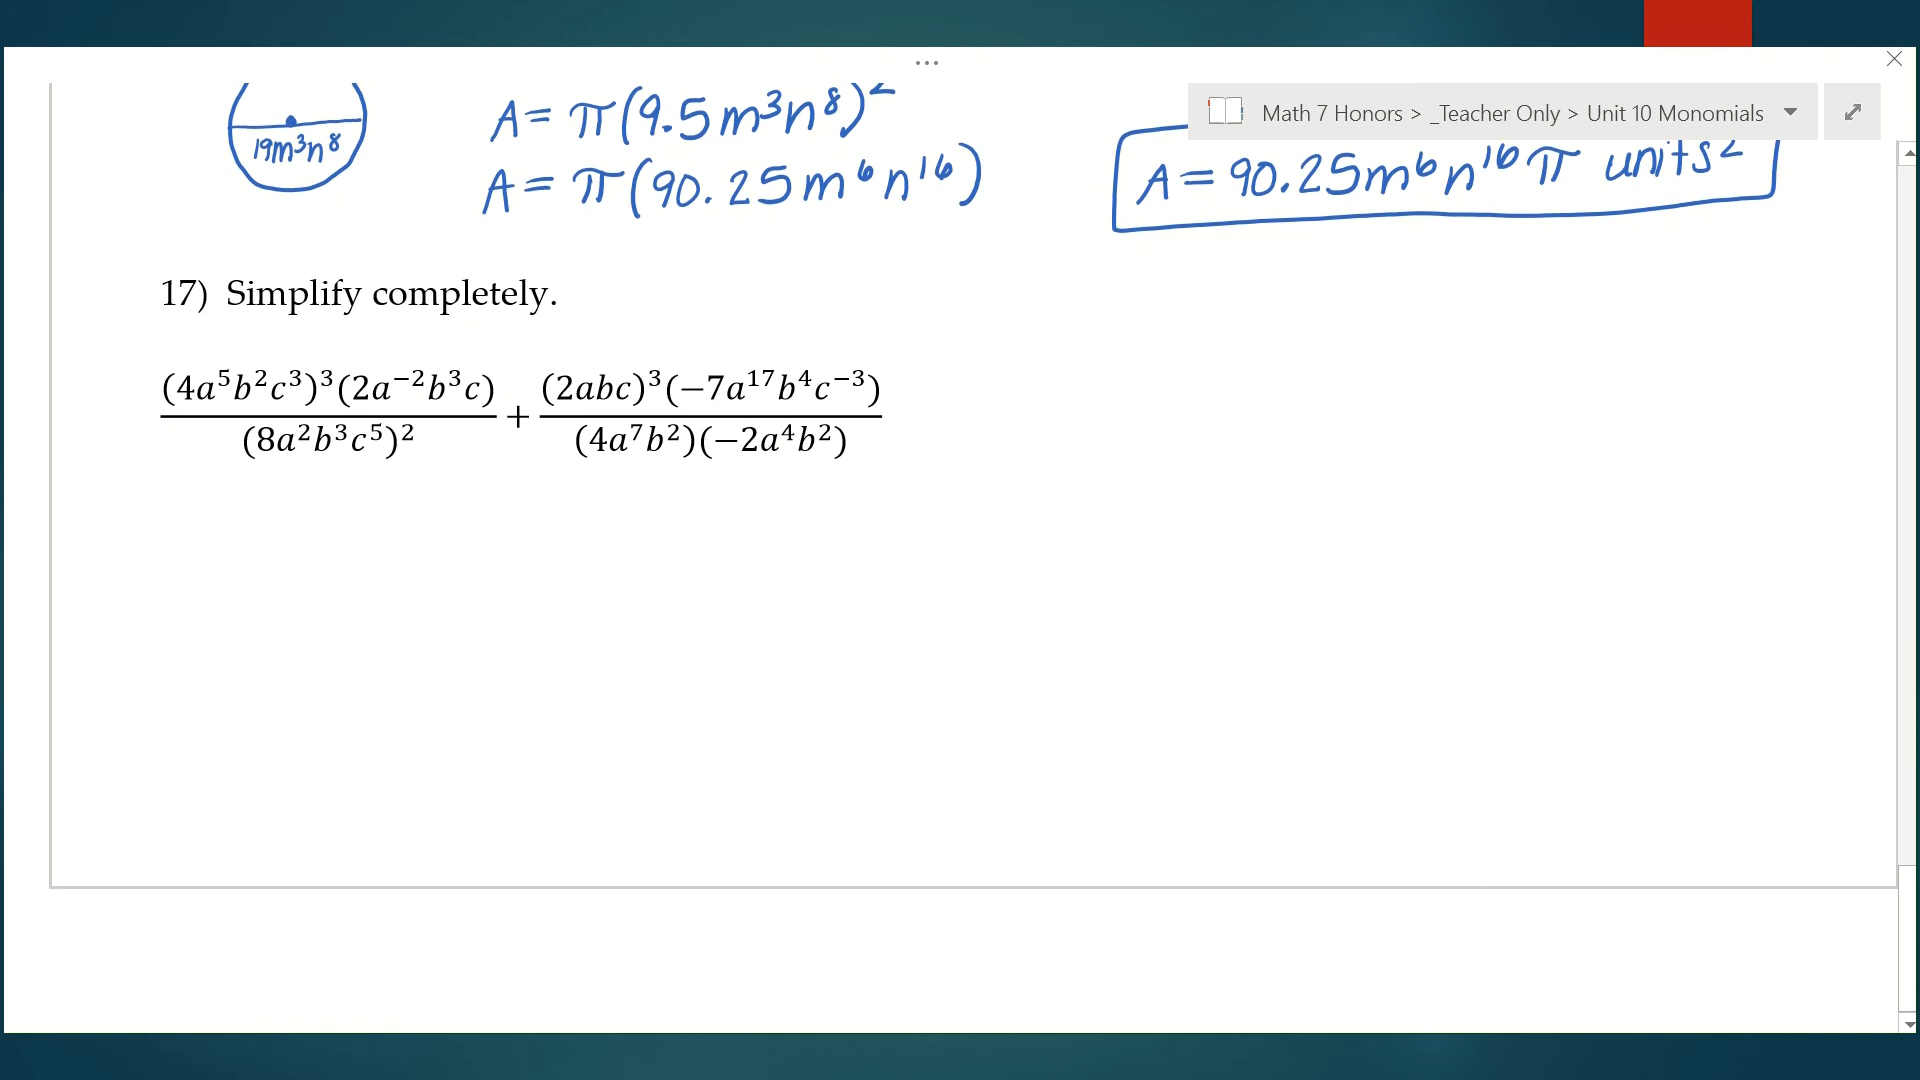 ...
A = π(9.5m³n⁸)²
Math 7 Honors > _Teacher Only > Unit 10 Monomials
19m³n⁸
A = π(90.25m⁶n¹⁶)
A = 90.25m⁶n¹⁶π units²
17) Simplify completely.
(4a⁵b²c³)³(2a⁻²b³c)/(8a²b³c⁵)² + (2abc)³(−7a¹⁷b⁴c⁻³)/(4a⁷b²)(−2a⁴b²)